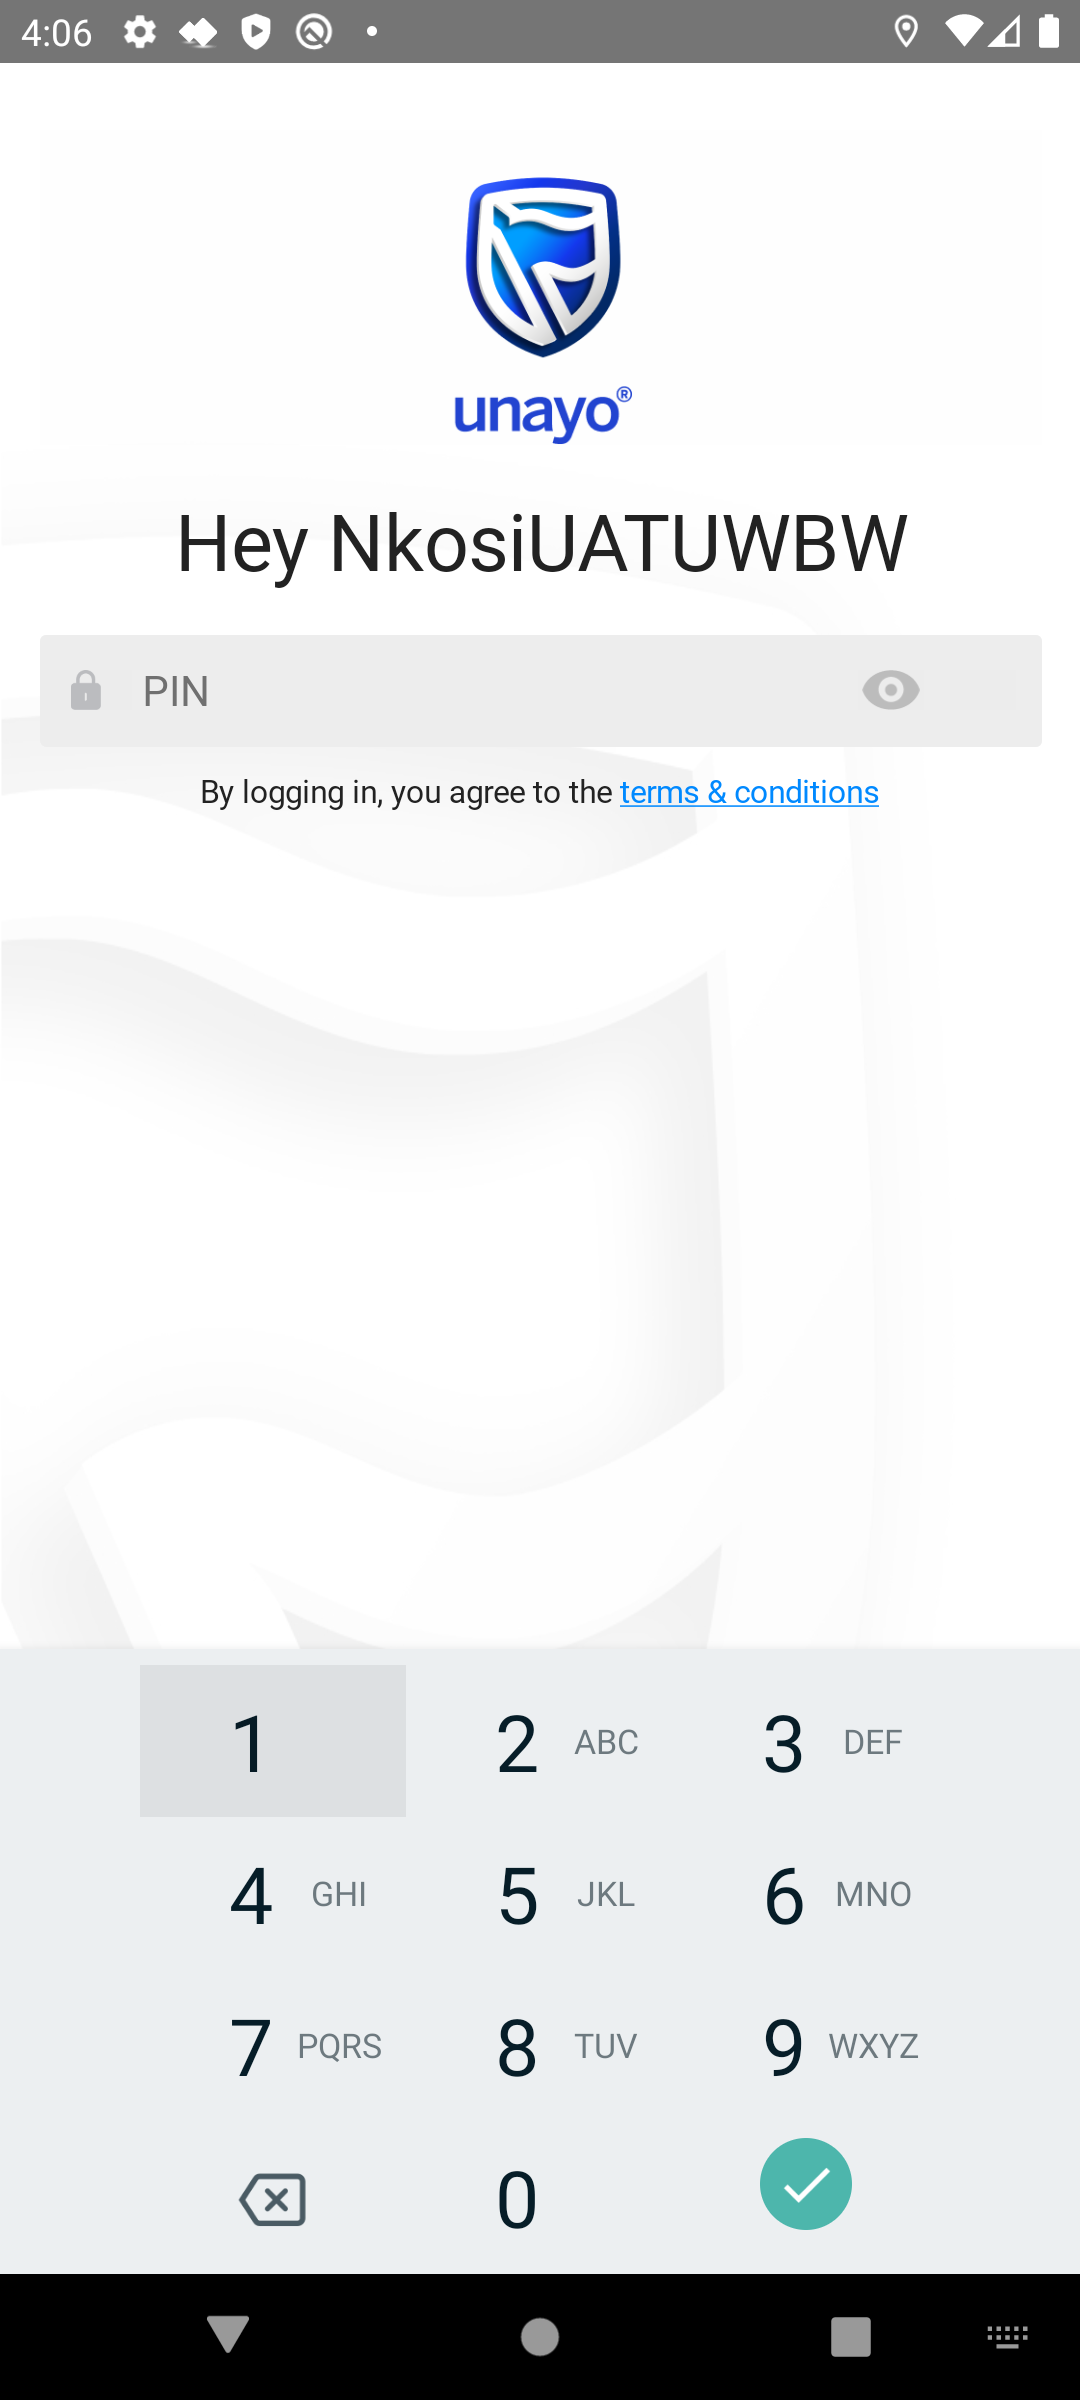 4:06
unayo®
Hey NkosiUATUWBW
PIN
By logging in, you agree to the terms & conditions
1 2 ABC 3 DEF
4 GHI 5 JKL 6 MNO
7 PQRS 8 TUV 9 WXYZ
0